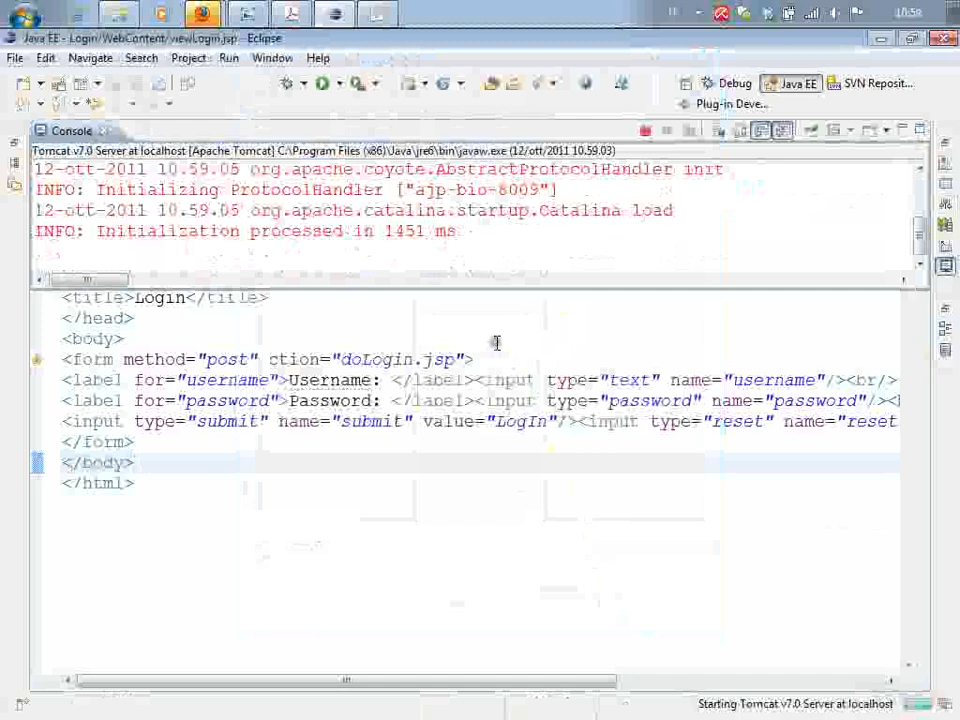 10:59
Java EE - Login/WebContent/viewLogin.jsp - Eclipse
File Edit Navigate Search Project Run Window Help
Debug Java EE SVN Reposit...
Plug-in Deve...
Console
Tomcat v7.0 Server at localhost [Apache Tomcat] C:\Program Files (x86)\Java\jre6\bin\javaw.exe (12/ott/2011 10.59.03)
12-ott-2011 10.59.05 org.apache.coyote.AbstractProtocolHandler init
INFO: Initializing ProtocolHandler ["ajp-bio-8009"]
12-ott-2011 10.59.05 org.apache.catalina.startup.Catalina load
INFO: Initialization processed in 1451 ms
<title>Login</title>
</head>
<body>
<form method="post" ction="doLogin.jsp">
<label for="username">Username: </label><input type="text" name="username"/><br/>
<label for="password">Password: </label><input type="password" name="password"/><
<input type="submit" name="submit" value="LogIn"/><input type="reset" name="reset
</form>
</body>
</html>
Starting Tomcat v7.0 Server at localhost